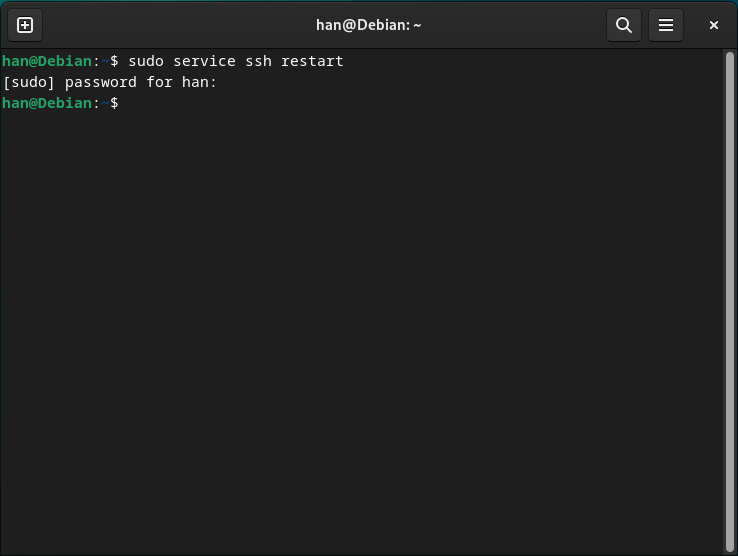 han@Debian: ~
han@Debian:~$ sudo service ssh restart
[sudo] password for han:
han@Debian:~$